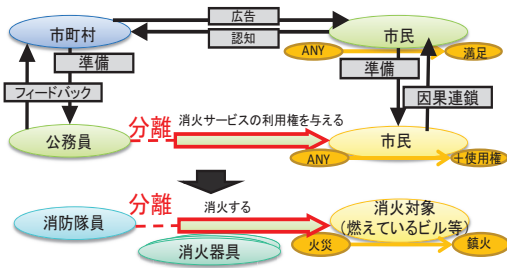 広告
市町村
認知
市民
ANY
満足
準備
準備
フィードバック
因果連鎖
分離
消火サービスの利用権を与える
公務員
市民
ANY
+使用権
分離
消火する
消防隊員
消火対象
(燃えているビル等)
消火器具
火災
鎮火